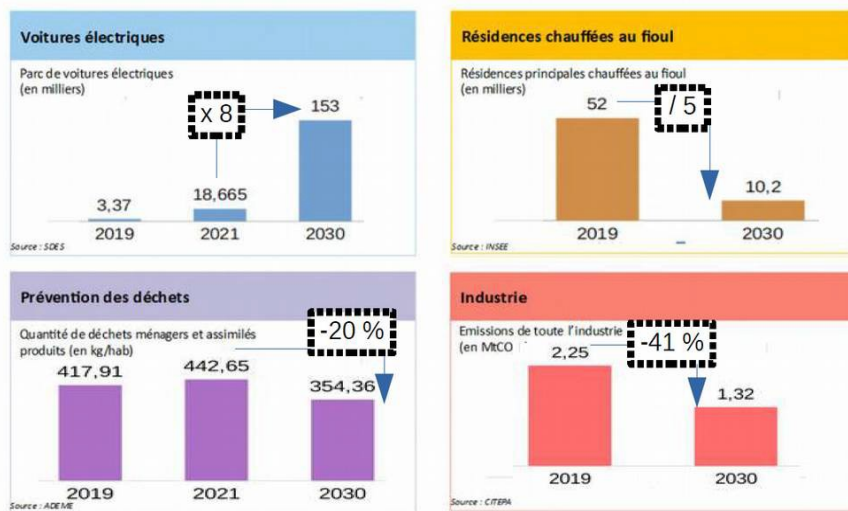 Voitures électriques
Parc de voitures électriques
(en milliers)
x 8
153
18,665
3,37
2019 2021 2030
Source : SDES
Résidences chauffées au fioul
Résidences principales chauffées au fioul
(en milliers)
52
/ 5
10,2
2019 2030
Source : INSEE
Prévention des déchets
Quantité de déchets ménagers et assimilés
produits (en kg/hab)
-20 %
417,91 442,65 354,36
2019 2021 2030
Source : ADEME
Industrie
Emissions de toute l'industrie
(en MtCO
-41 %
2,25
1,32
2019 2030
Source : CITEPA